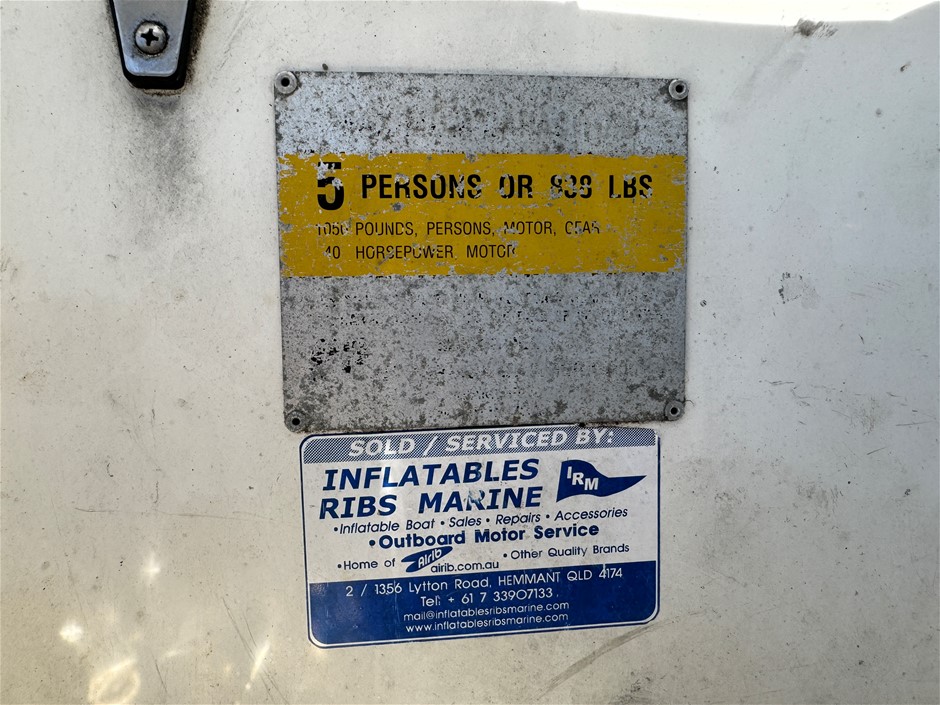 5 PERSONS OR 838 LBS
1050 POUNDS, PERSONS, MOTOR, GEAR
40 HORSEPOWER MOTOR
SOLD / SERVICED BY:
INFLATABLES
RIBS MARINE
IRM
•Inflatable Boat • Sales • Repairs • Accessories
•Outboard Motor Service
•Home of Airib airib.com.au • Other Quality Brands
2 / 1356 Lytton Road, HEMMANT QLD 4174
Tel: + 61 7 33907133
mail@inflatablesribsmarine.com
www.inflatablesribsmarine.com